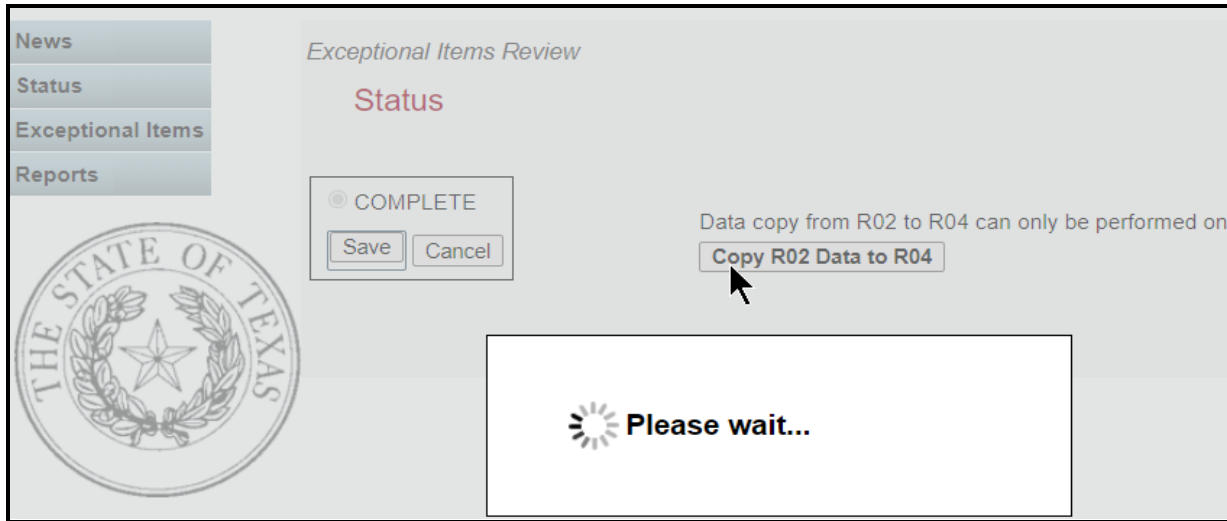 News
Status
Exceptional Items
Reports
THE STATE OF TEXAS
Exceptional Items Review
Status
COMPLETE
Save Cancel
Data copy from R02 to R04 can only be performed on
Copy R02 Data to R04
Please wait...